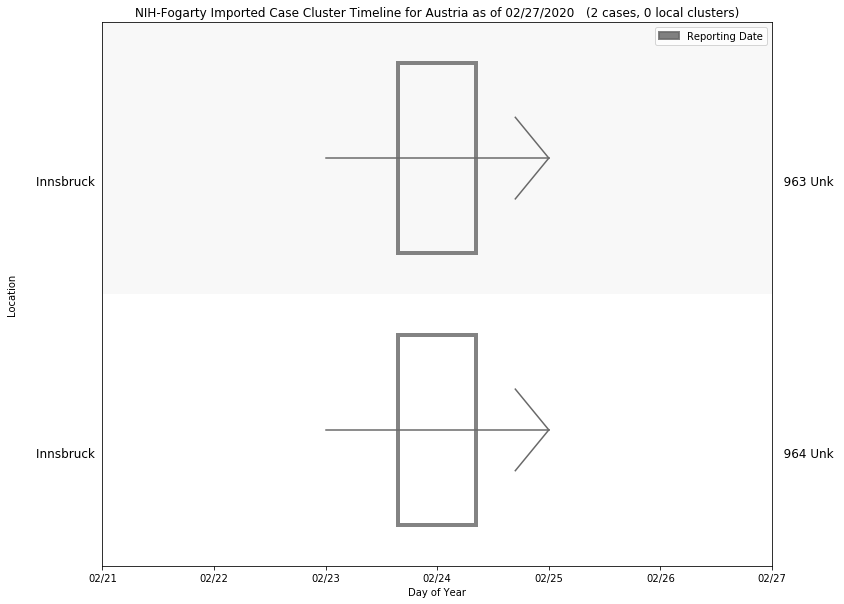 NIH-Fogarty Imported Case Cluster Timeline for Austria as of 02/27/2020   (2 cases, 0 local clusters)
Reporting Date
Innsbruck
963 Unk
Location
Innsbruck
964 Unk
02/21 02/22 02/23 02/24 02/25 02/26 02/27
Day of Year